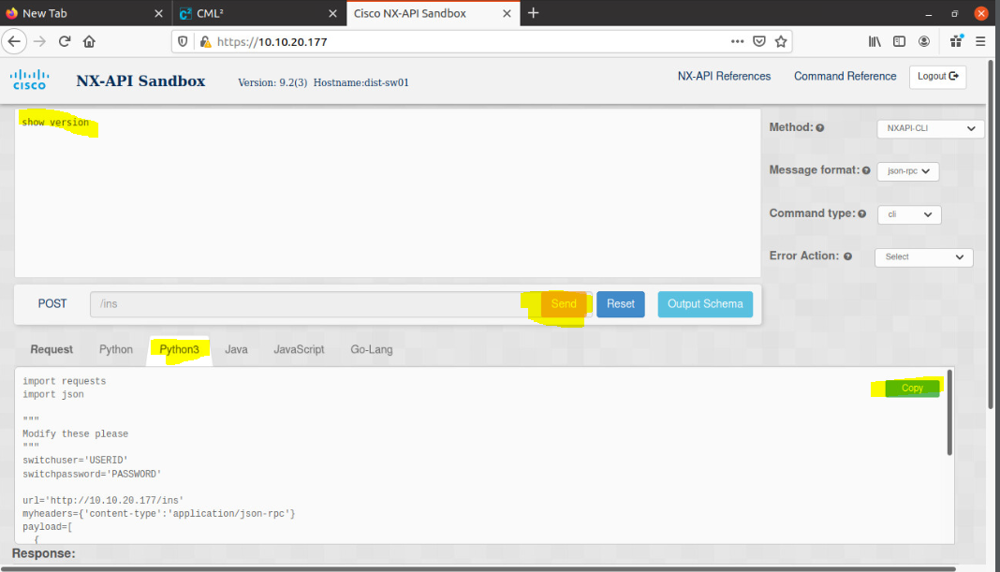 New Tab
CML²
Cisco NX-API Sandbox
https://10.10.20.177
CISCO
NX-API Sandbox
Version: 9.2(3) Hostname:dist-sw01
NX-API References
Command Reference
Logout
show version
Method:
NXAPI-CLI
Message format:
json-rpc
Command type:
cli
Error Action:
Select
POST
/ins
Send
Reset
Output Schema
Request
Python
Python3
Java
JavaScript
Go-Lang
Copy
import requests
import json
"""
Modify these please
"""
switchuser='USERID'
switchpassword='PASSWORD'
url='http://10.10.20.177/ins'
myheaders={'content-type':'application/json-rpc'}
payload=[
{
Response: